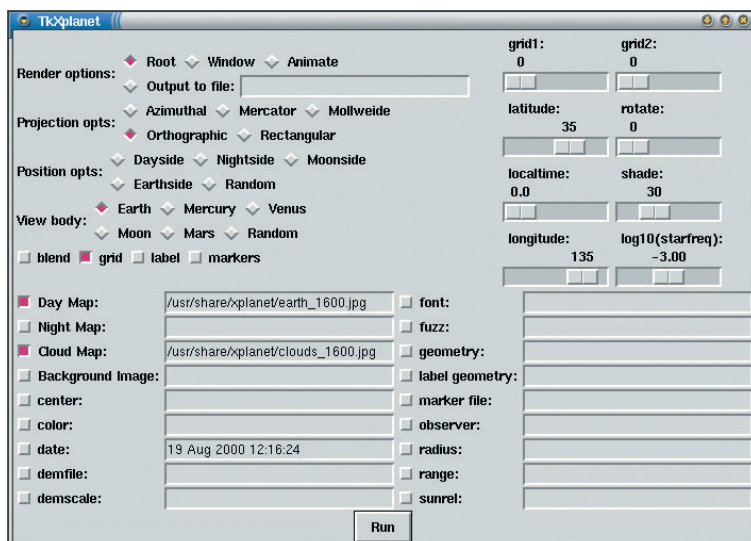 TkXplanet
Render options:
Root Window Animate
Output to file:
Projection opts:
Azimuthal Mercator Mollweide
Orthographic Rectangular
Position opts:
Dayside Nightside Moonside
Earthside Random
View body:
Earth Mercury Venus
Moon Mars Random
blend grid label markers
grid1: grid2:
0 0
latitude: rotate:
35 0
localtime: shade:
0.0 30
longitude: log10(starfreq):
135 -3.00
Day Map: /usr/share/xplanet/earth_1600.jpg
Night Map:
Cloud Map: /usr/share/xplanet/clouds_1600.jpg
Background Image:
center:
color:
date: 19 Aug 2000 12:16:24
demfile:
demscale:
font:
fuzz:
geometry:
label geometry:
marker file:
observer:
radius:
range:
sunrel:
Run